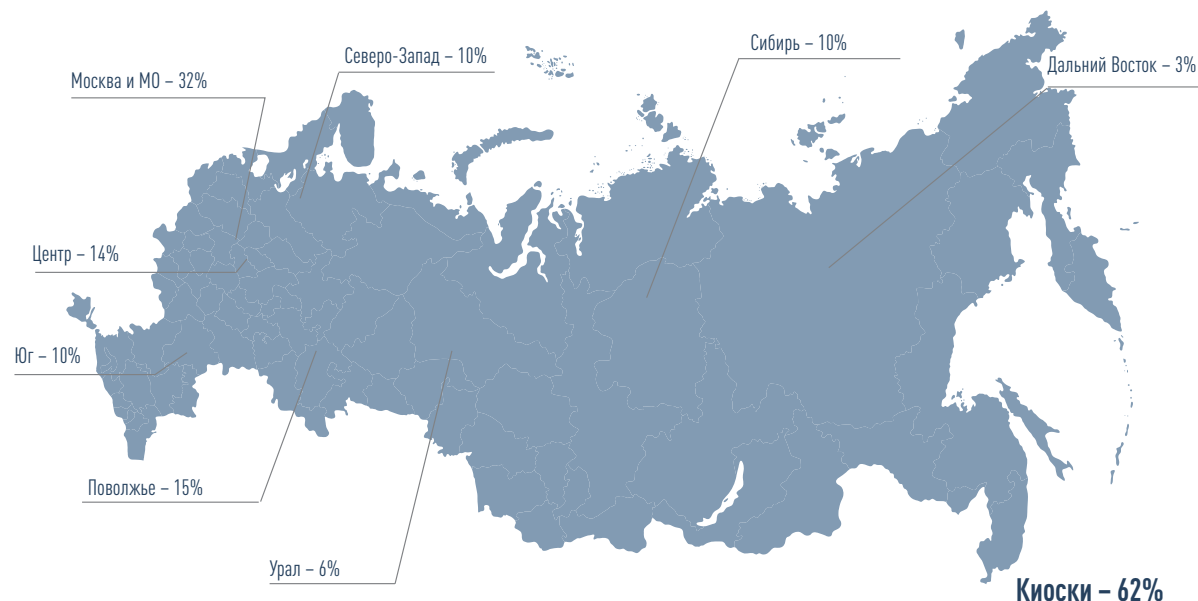 Сибирь – 10%
Северо-Запад – 10%
Дальний Восток – 3%
Москва и МО – 32%
Центр – 14%
Юг – 10%
Поволжье – 15%
Урал – 6%
Киоски – 62%